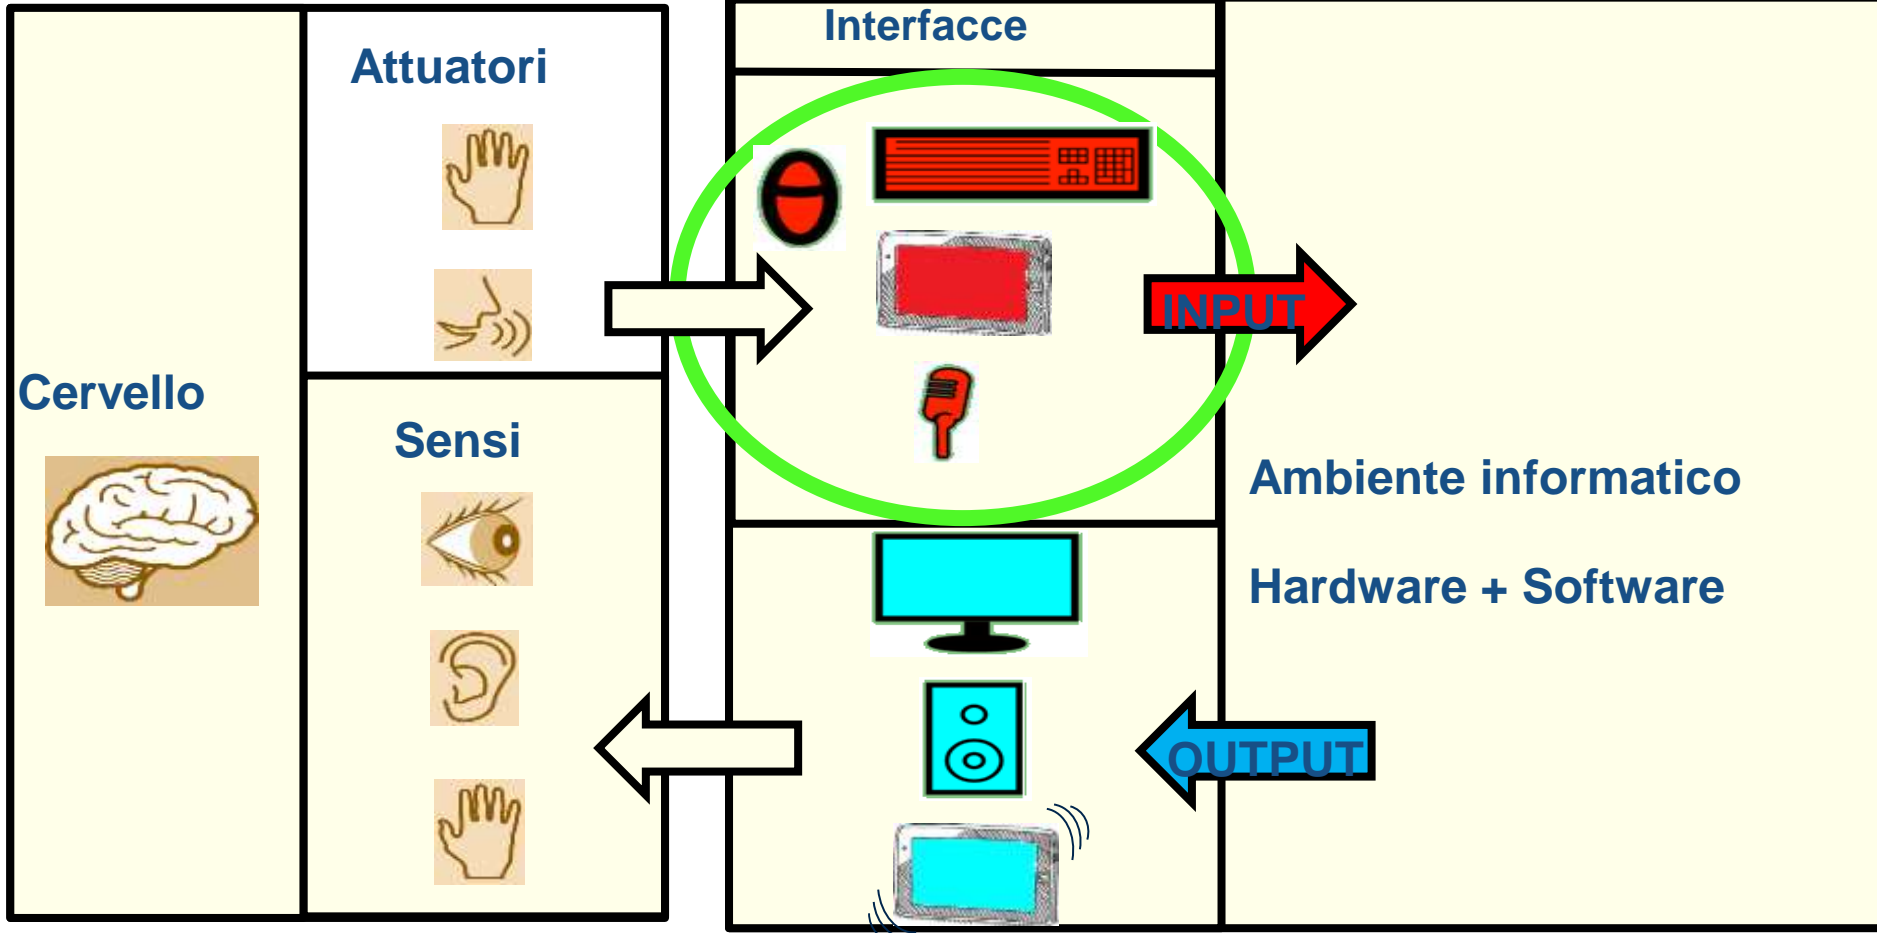 Interfacce
Attuatori
INPUT
Cervello
Sensi
Ambiente informatico
Hardware + Software
OUTPUT